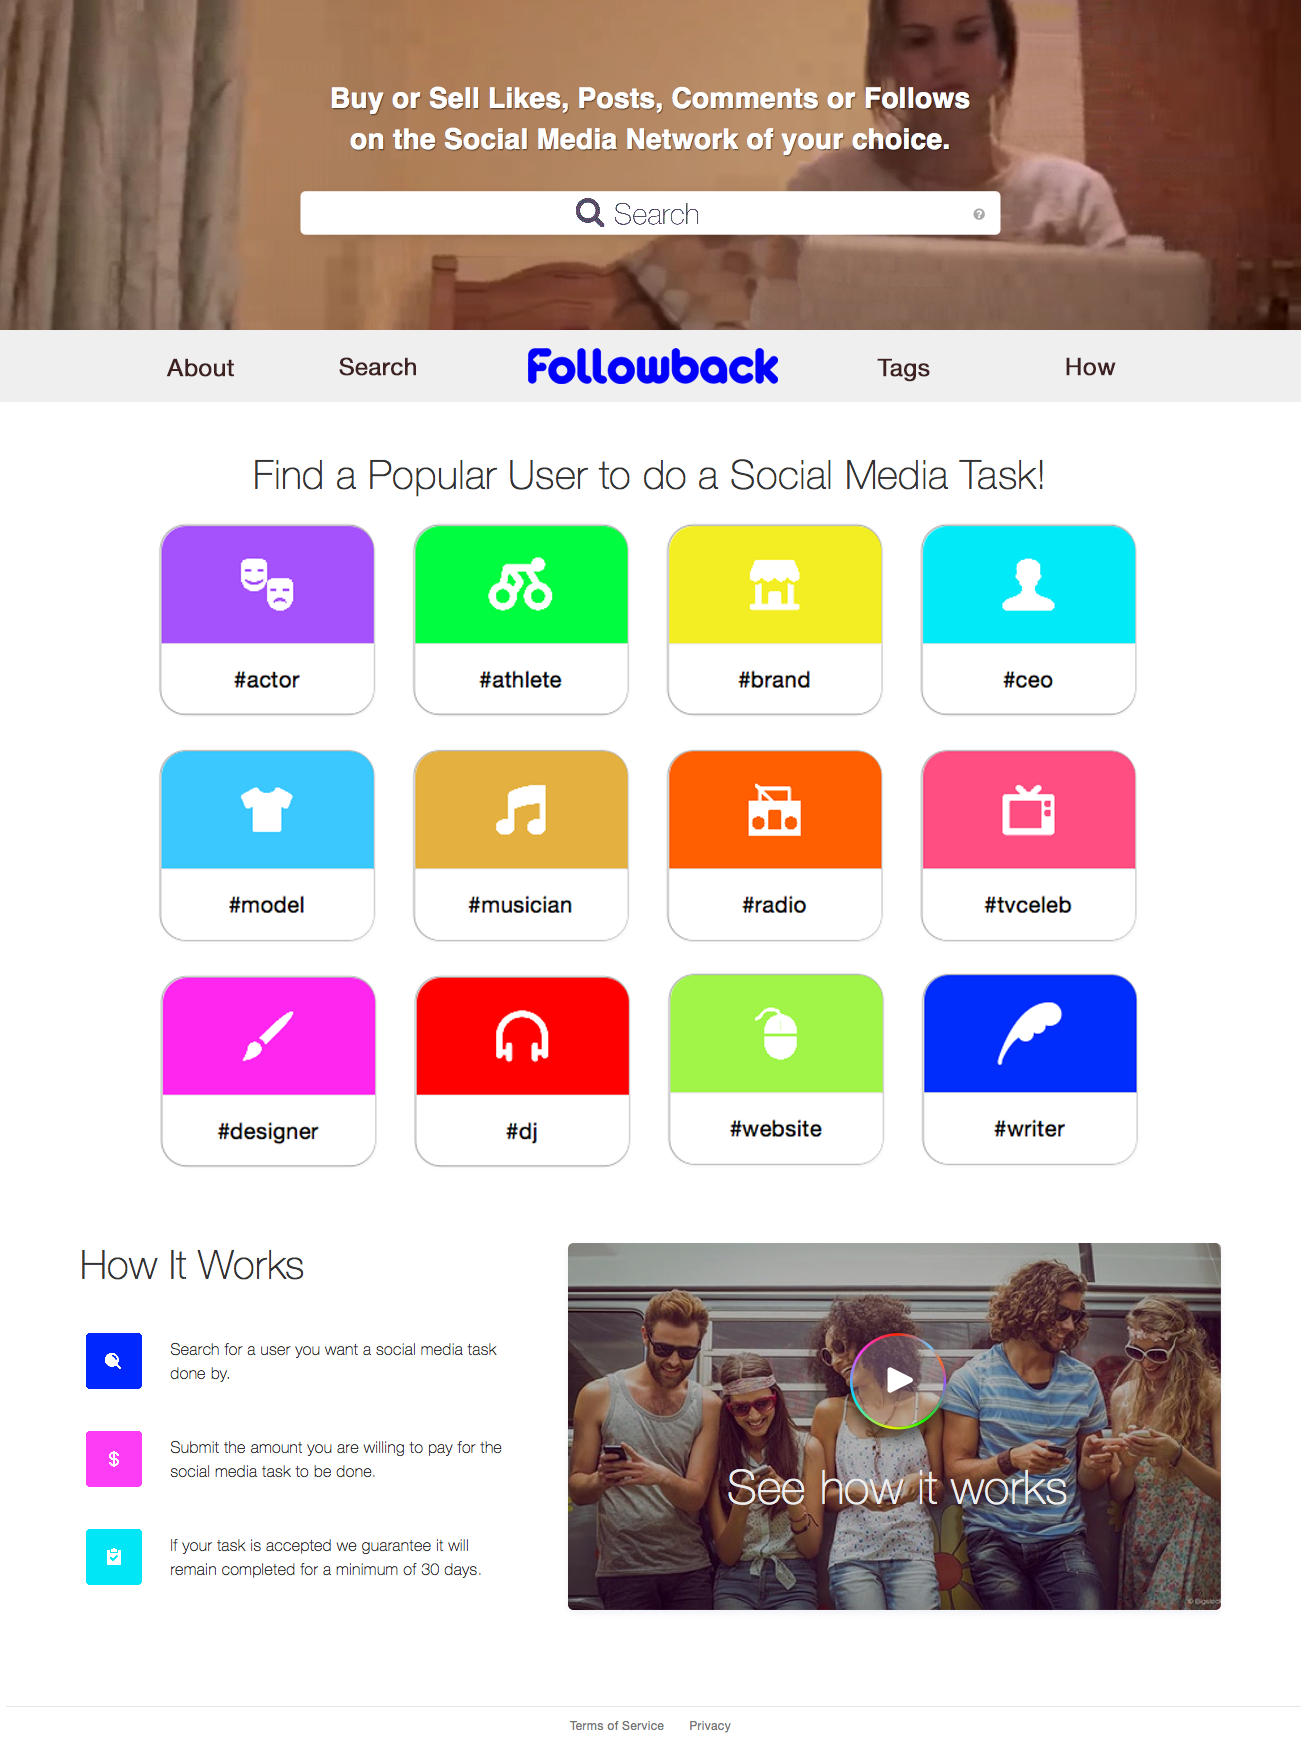 Buy or Sell Likes, Posts, Comments or Follows
on the Social Media Network of your choice.
Search
About
Search
Followback
Tags
How
Find a Popular User to do a Social Media Task!
#actor
#athlete
#brand
#ceo
#model
#musician
#radio
#tvceleb
#designer
#dj
#website
#writer
How It Works
Search for a user you want a social media task
done by.
$
Submit the amount you are willing to pay for the
social media task to be done.
If your task is accepted we guarantee it will
remain completed for a minimum of 30 days.
See how it works
Terms of Service
Privacy